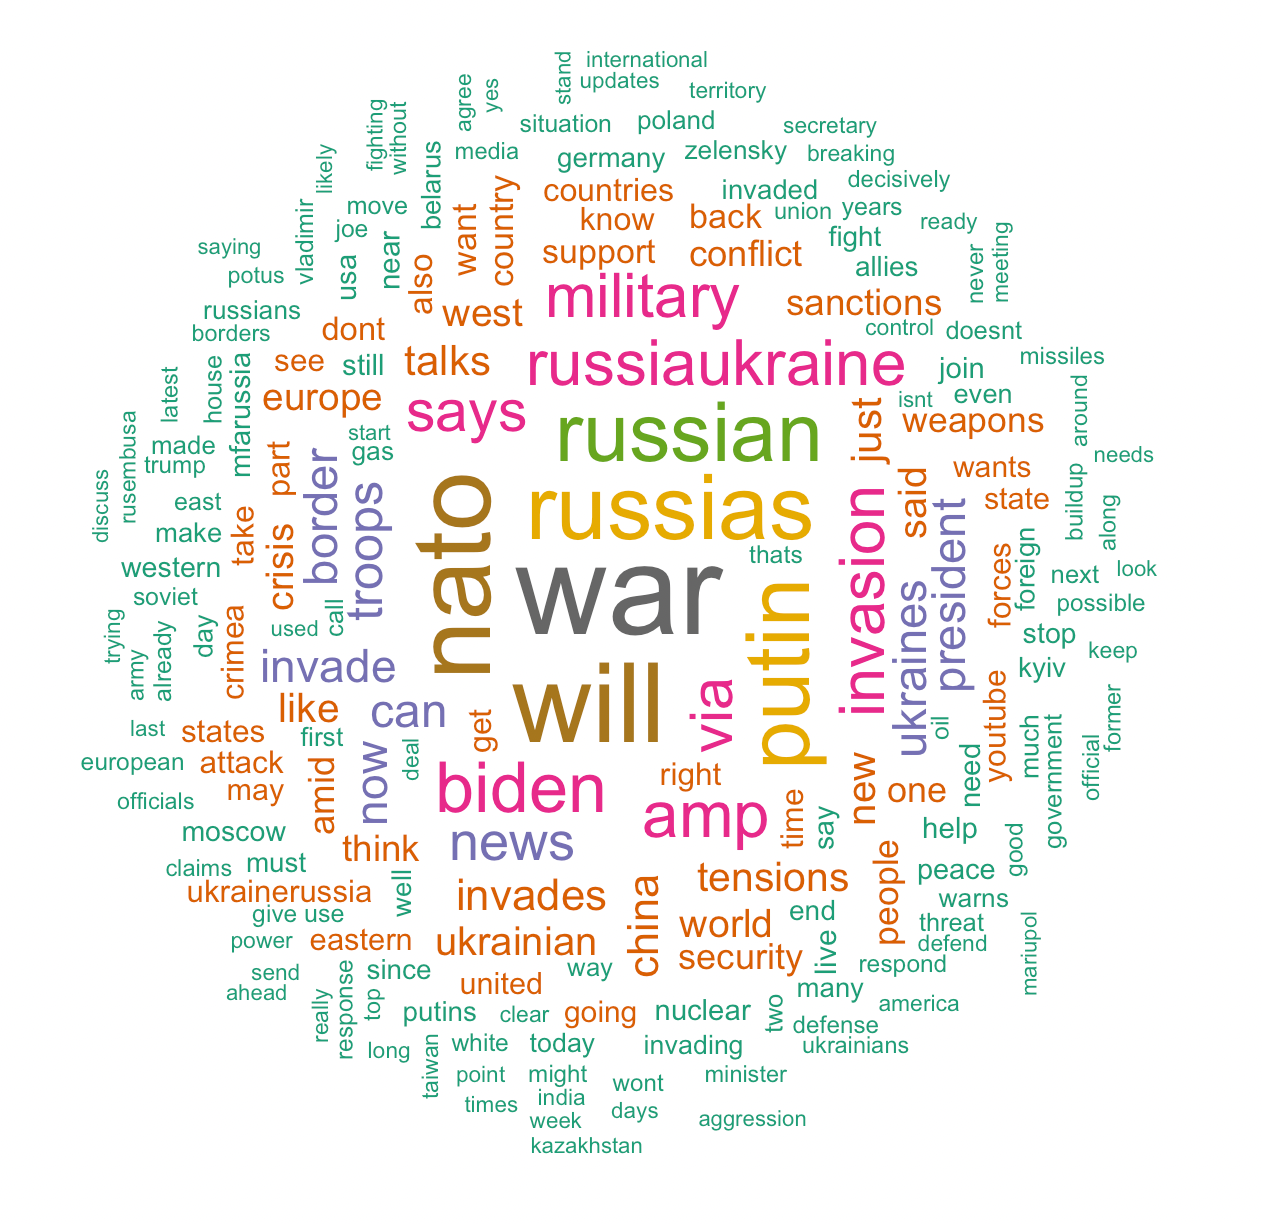 international
stand
updates
agree
yes
territory
fighting
without
situation
poland
secretary
likely
belarus
media
germany
zelensky
breaking
vladimir
move
want
country
countries
invaded
decisively
joe
know
back
union
years
ready
saying
usa
near
also
support
conflict
fight
never
meeting
potus
allies
russians
west
military
sanctions
borders
dont
control
doesnt
latest
house
mfarussia
see
still
talks
russiaukraine
join
missiles
europe
says
russian
just
isnt
even
weapons
around
made
trump
part
start
gas
wants
needs
discuss
rusembusa
east
border
troops
nato
russias
said
state
buildup
along
make
take
crisis
war
thats
invasion
president
forces
foreign
western
next
look
soviet
call
possible
trying
army
already
day
crimea
used
putin
ukraines
stop
keep
invade
will
kyiv
like
can
via
last
states
first
get
oil
youtube
much
government
official
former
european
attack
amid
now
deal
right
new
need
officials
may
biden
amp
time
say
one
moscow
think
news
help
good
claims
must
people
peace
ukrainerussia
well
invades
china
tensions
warns
give use
world
end
threat
power
eastern
ukrainian
security
live
defend
mariupol
send
since
way
respond
ahead
united
many
really
response
top
putins
clear
going
nuclear
two
america
defense
long
taiwan
white
today
invading
ukrainians
point
might
wont
minister
times
india
days
week
aggression
kazakhstan